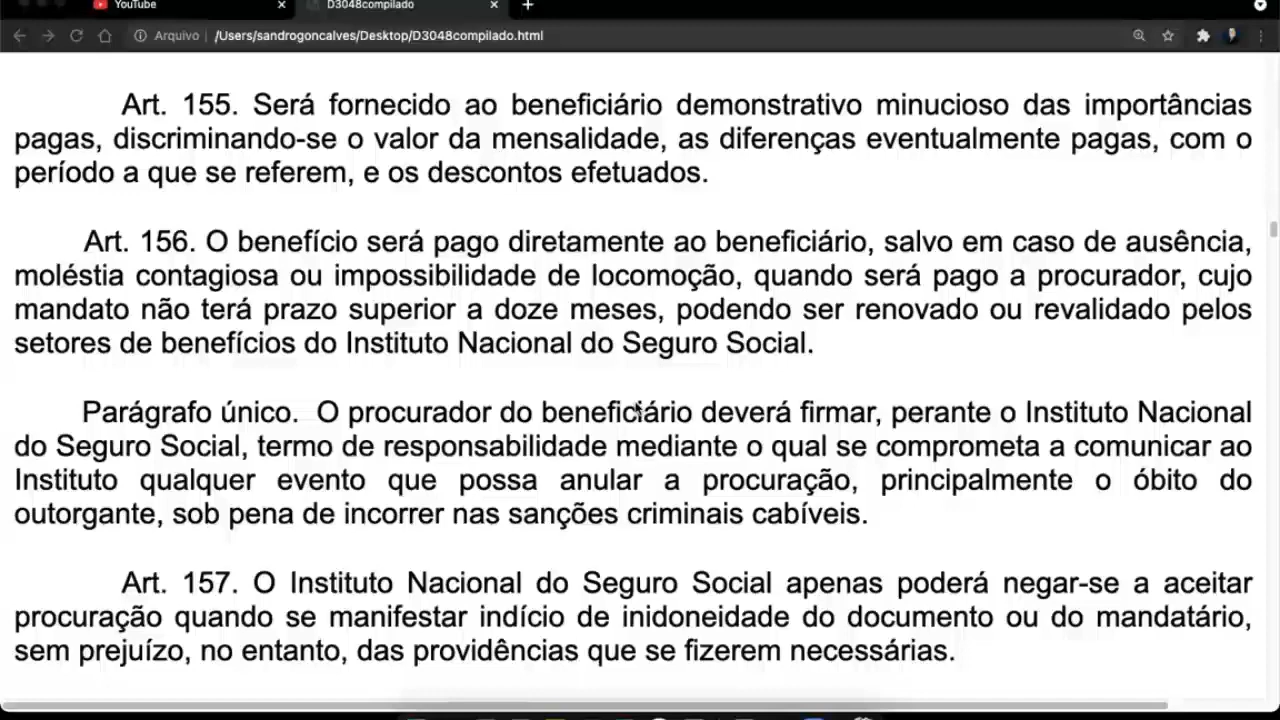 YouTube
D3048compilado
Arquivo
/Users/sandrogoncalves/Desktop/D3048compilado.html
Art. 155. Será fornecido ao beneficiário demonstrativo minucioso das importâncias
pagas, discriminando-se o valor da mensalidade, as diferenças eventualmente pagas, com o
período a que se referem, e os descontos efetuados.
Art. 156. O benefício será pago diretamente ao beneficiário, salvo em caso de ausência,
moléstia contagiosa ou impossibilidade de locomoção, quando será pago a procurador, cujo
mandato não terá prazo superior a doze meses, podendo ser renovado ou revalidado pelos
setores de benefícios do Instituto Nacional do Seguro Social.
Parágrafo único. O procurador do beneficiário deverá firmar, perante o Instituto Nacional
do Seguro Social, termo de responsabilidade mediante o qual se comprometa a comunicar ao
Instituto qualquer evento que possa anular a procuração, principalmente o óbito do
outorgante, sob pena de incorrer nas sanções criminais cabíveis.
Art. 157. O Instituto Nacional do Seguro Social apenas poderá negar-se a aceitar
procuração quando se manifestar indício de inidoneidade do documento ou do mandatário,
sem prejuízo, no entanto, das providências que se fizerem necessárias.